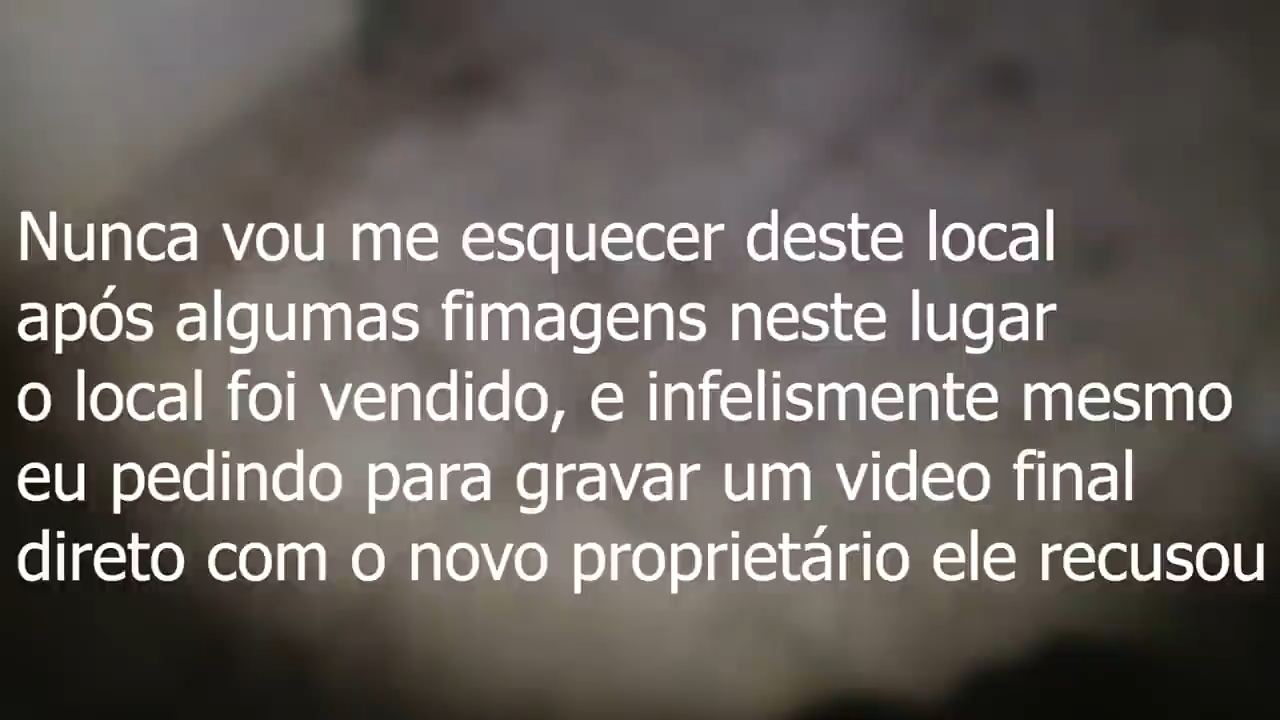 Nunca vou me esquecer deste local
após algumas fimagens neste lugar
o local foi vendido, e infelismente mesmo
eu pedindo para gravar um video final
direto com o novo proprietário ele recusou